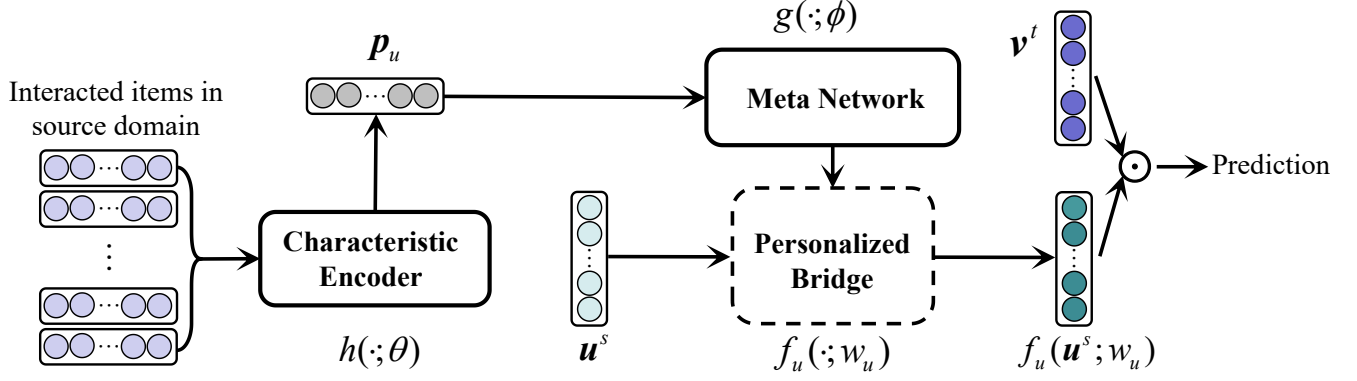 g(·;ϕ)
p_u
v^t
Interacted items in
source domain
Meta Network
Prediction
Characteristic
Encoder
Personalized
Bridge
h(·;θ)
u^s
f_u(·;w_u)
f_u(u^s;w_u)